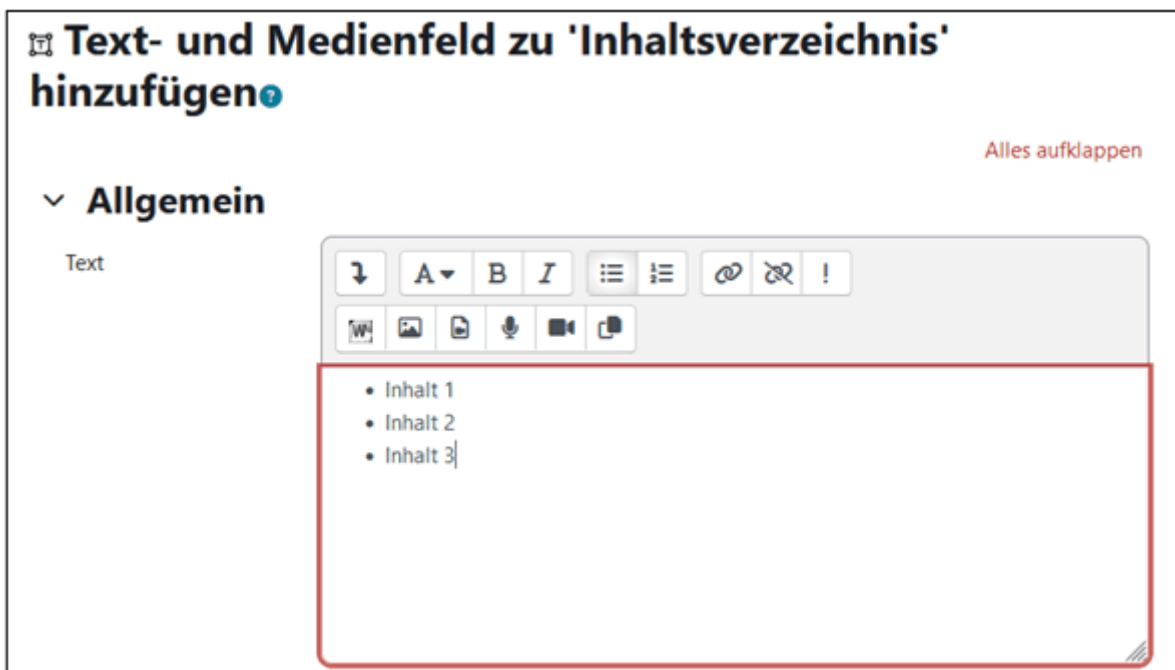 Text- und Medienfeld zu 'Inhaltsverzeichnis'
hinzufügen
Alles aufklappen
Allgemein
Text
A B I
!
W
Inhalt 1
Inhalt 2
Inhalt 3